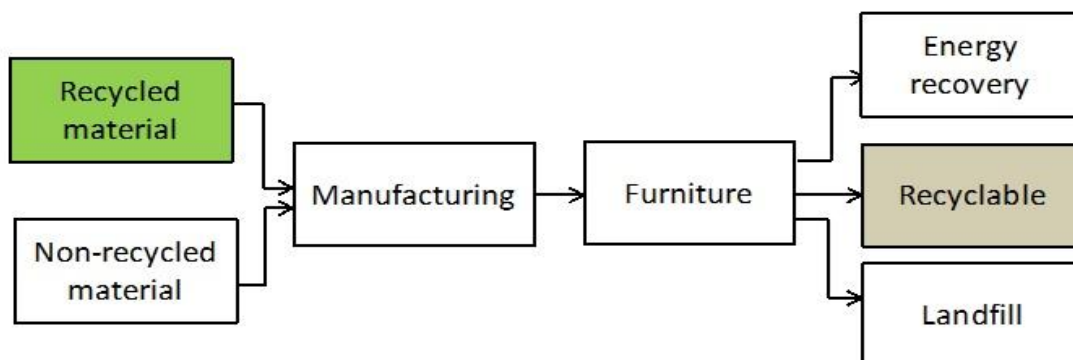 Recycled
material
Non-recycled
material
Manufacturing
Furniture
Energy
recovery
Recyclable
Landfill